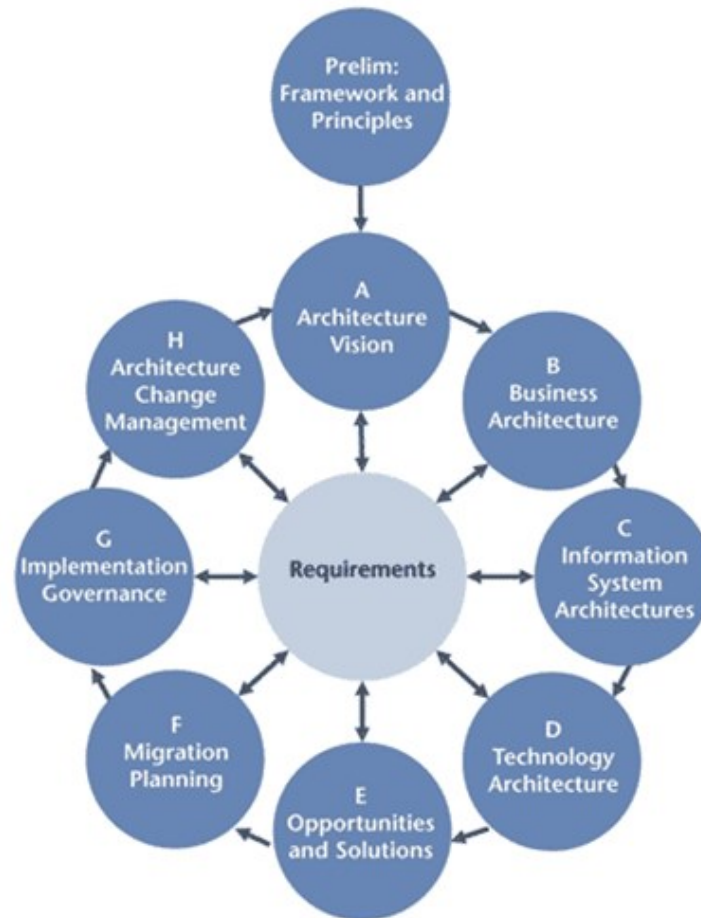 Prelim:
Framework and
Principles
A
Architecture
Vision
B
Business
Architecture
C
Information
System
Architectures
D
Technology
Architecture
E
Opportunities
and Solutions
F
Migration
Planning
G
Implementation
Governance
H
Architecture
Change
Management
Requirements